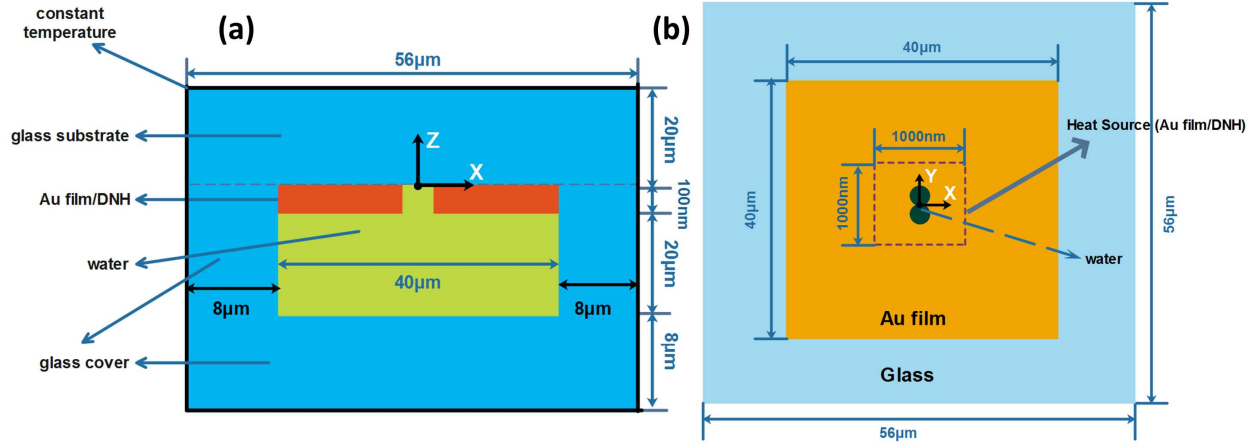 constant
temperature
(a)
56μm
glass substrate
Z
X
20μm
Au film/DNH
100nm
water
40μm
20μm
8μm
8μm
glass cover
8μm
(b)
40μm
Heat Source (Au film/DNH)
1000nm
Y
X
1000nm
40μm
56μm
water
Au film
Glass
56μm